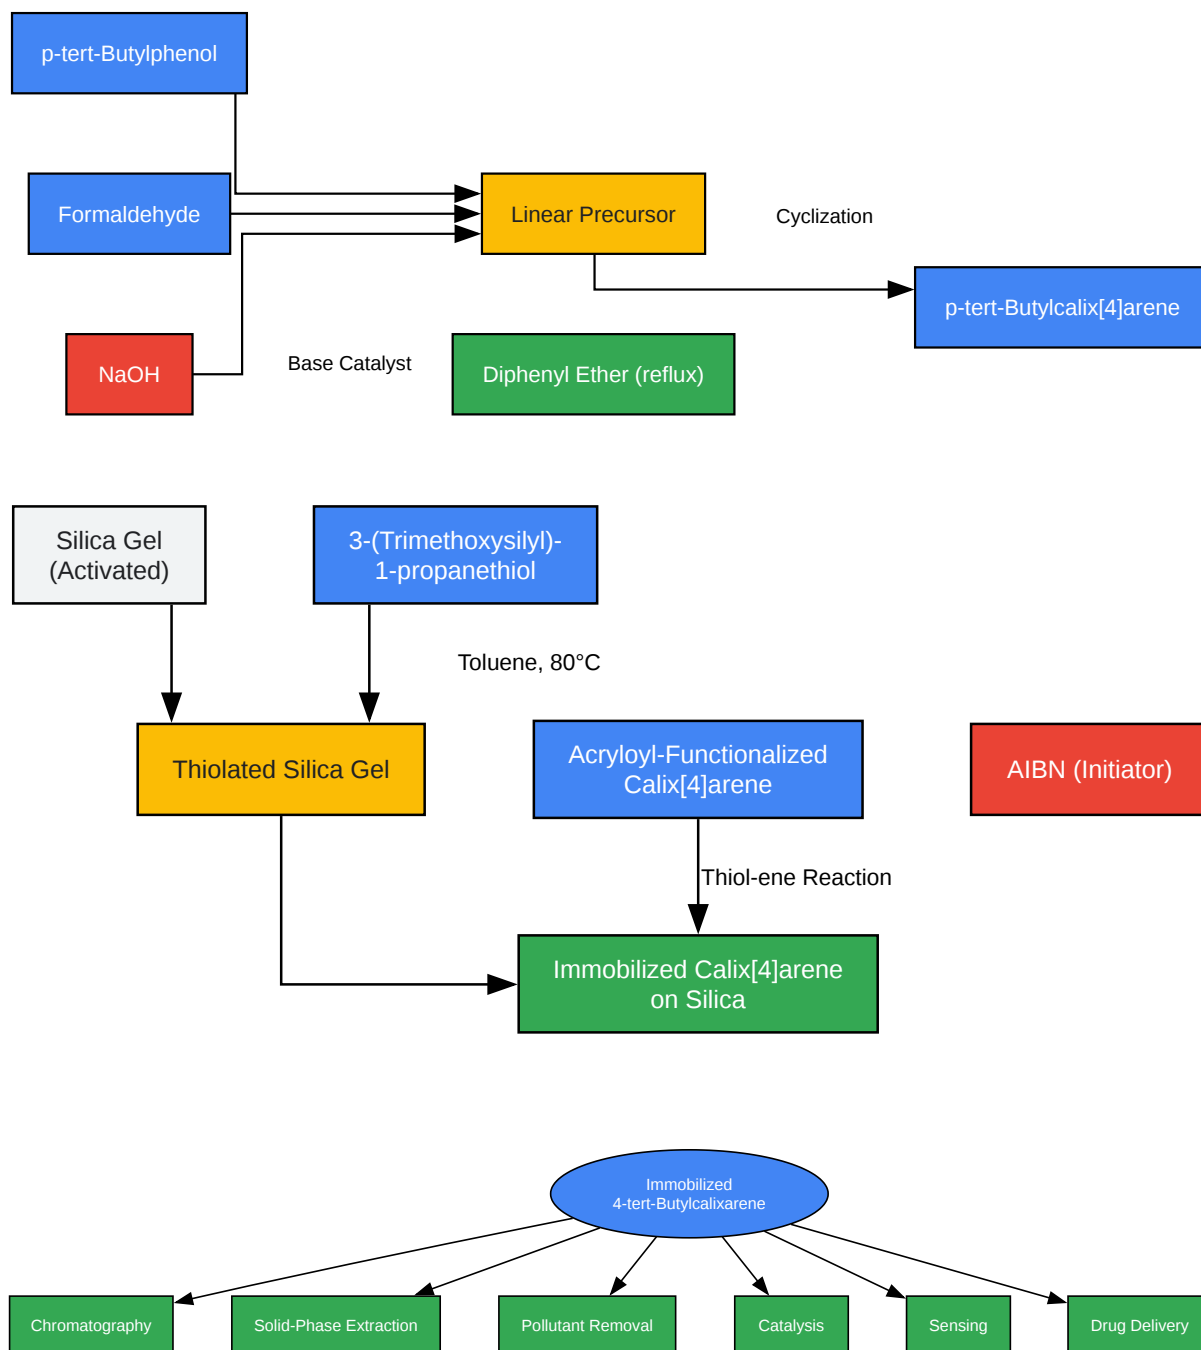 p-tert-Butylphenol
Formaldehyde
Linear Precursor
Cyclization
p-tert-Butylcalix[4]arene
NaOH
Base Catalyst
Diphenyl Ether (reflux)
Silica Gel
(Activated)
3-(Trimethoxysilyl)-
1-propanethiol
Toluene, 80°C
Thiolated Silica Gel
Acryloyl-Functionalized
Calix[4]arene
AIBN (Initiator)
Thiol-ene Reaction
Immobilized Calix[4]arene
on Silica
Immobilized
4-tert-Butylcalixarene
Chromatography
Solid-Phase Extraction
Pollutant Removal
Catalysis
Sensing
Drug Delivery